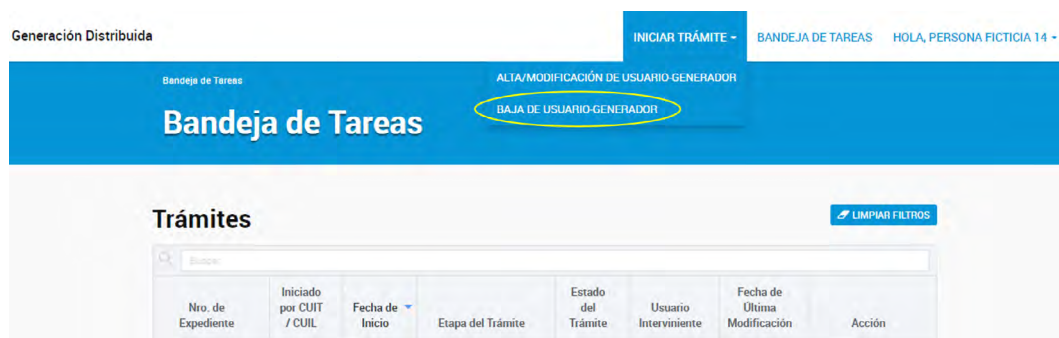 Generación Distribuida
INICIAR TRÁMITE
BANDEJA DE TAREAS
HOLA, PERSONA FICTICIA 14
ALTA/MODIFICACIÓN DE USUARIO-GENERADOR
BAJA DE USUARIO-GENERADOR
Bandeja de Tareas
Bandeja de Tareas
Trámites
LIMPIAR FILTROS
Buscar
Nro. de
Expediente
Iniciado
por CUIT
/ CUIL
Fecha de
Inicio
Etapa del Trámite
Estado
del
Trámite
Usuario
Interviniente
Fecha de
Última
Modificación
Acción